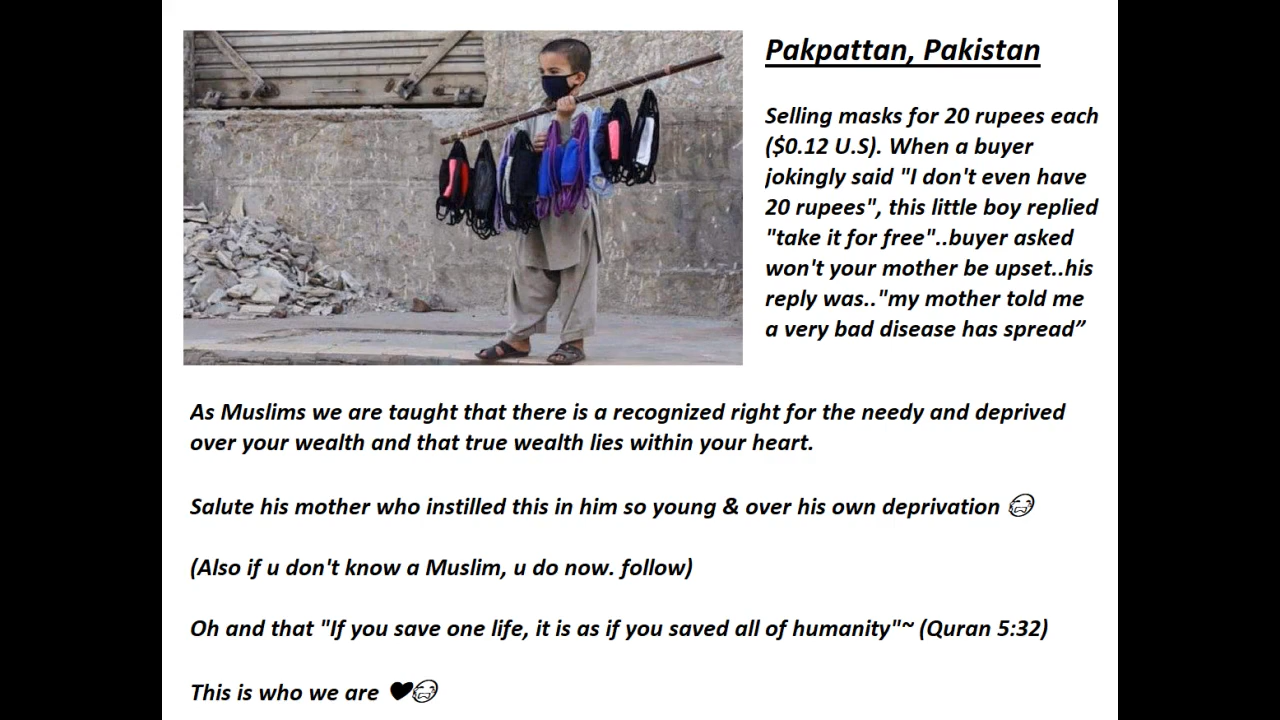 Pakpattan, Pakistan
Selling masks for 20 rupees each
($0.12 U.S). When a buyer
jokingly said "I don't even have
20 rupees", this little boy replied
"take it for free"..buyer asked
won't your mother be upset..his
reply was.."my mother told me
a very bad disease has spread”
As Muslims we are taught that there is a recognized right for the needy and deprived
over your wealth and that true wealth lies within your heart.
Salute his mother who instilled this in him so young & over his own deprivation 😂
(Also if u don't know a Muslim, u do now. follow)
Oh and that "If you save one life, it is as if you saved all of humanity"~ (Quran 5:32)
This is who we are ♥😂